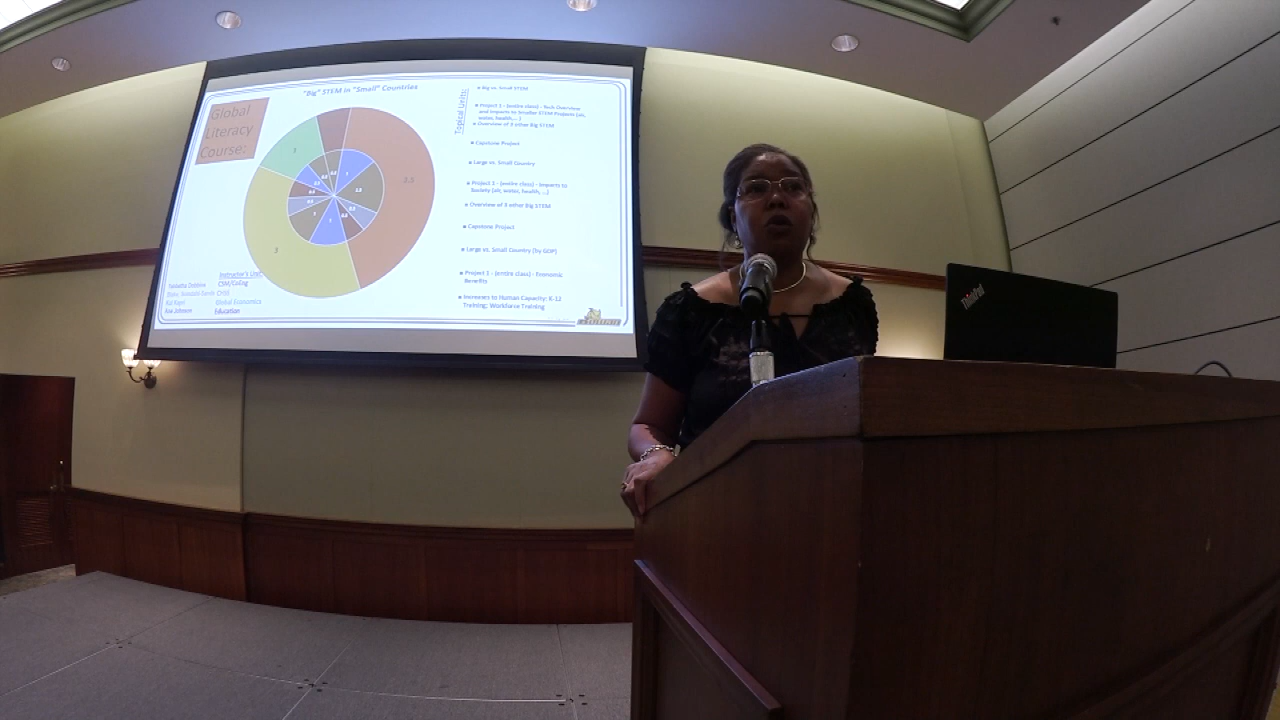 "Big" STEM in "Small" Countries
Global
Literacy
Course:
Topical Units:
Big vs. Small STEM
Project 1 - (entire class) - Tech Overview
and Impacts to Smaller STEM Projects (air,
water, health, ...)
Overview of 3 other Big STEM
Capstone Project
Large vs. Small Country
Project 1 - (entire class) - Impacts to
Society (air, water, health, ...)
Overview of 3 other Big STEM
Capstone Project
Large vs. Small Country (by GDP)
Project 1 - (entire class) - Economic
Benefits
Increases to Human Capacity: K-12
Training; Workforce Training
2.5
3
1
Instructor's Unit:
CSM/CoEng
Global Economics
Education
ThinkPad